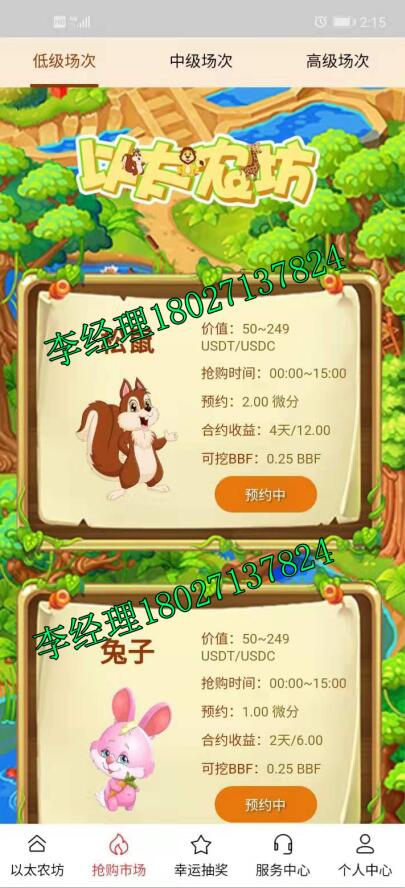 2:15
低级场次
中级场次
高级场次
以太农坊
李经理18027137824
松鼠
价值：50~249
USDT/USDC
抢购时间：00:00~15:00
预约：2.00 微分
合约收益：4天/12.00
可挖BBF：0.25 BBF
预约中
李经理18027137824
兔子
价值：50~249
USDT/USDC
抢购时间：00:00~15:00
预约：1.00 微分
合约收益：2天/6.00
可挖BBF：0.25 BBF
预约中
以太农坊
抢购市场
幸运抽奖
服务中心
个人中心